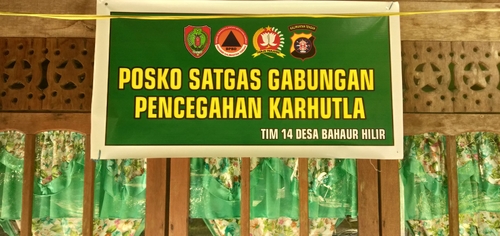 POSKO SATGAS GABUNGAN
PENCEGAHAN KARHUTLA
TIM 14 DESA BAHAUR HILIR